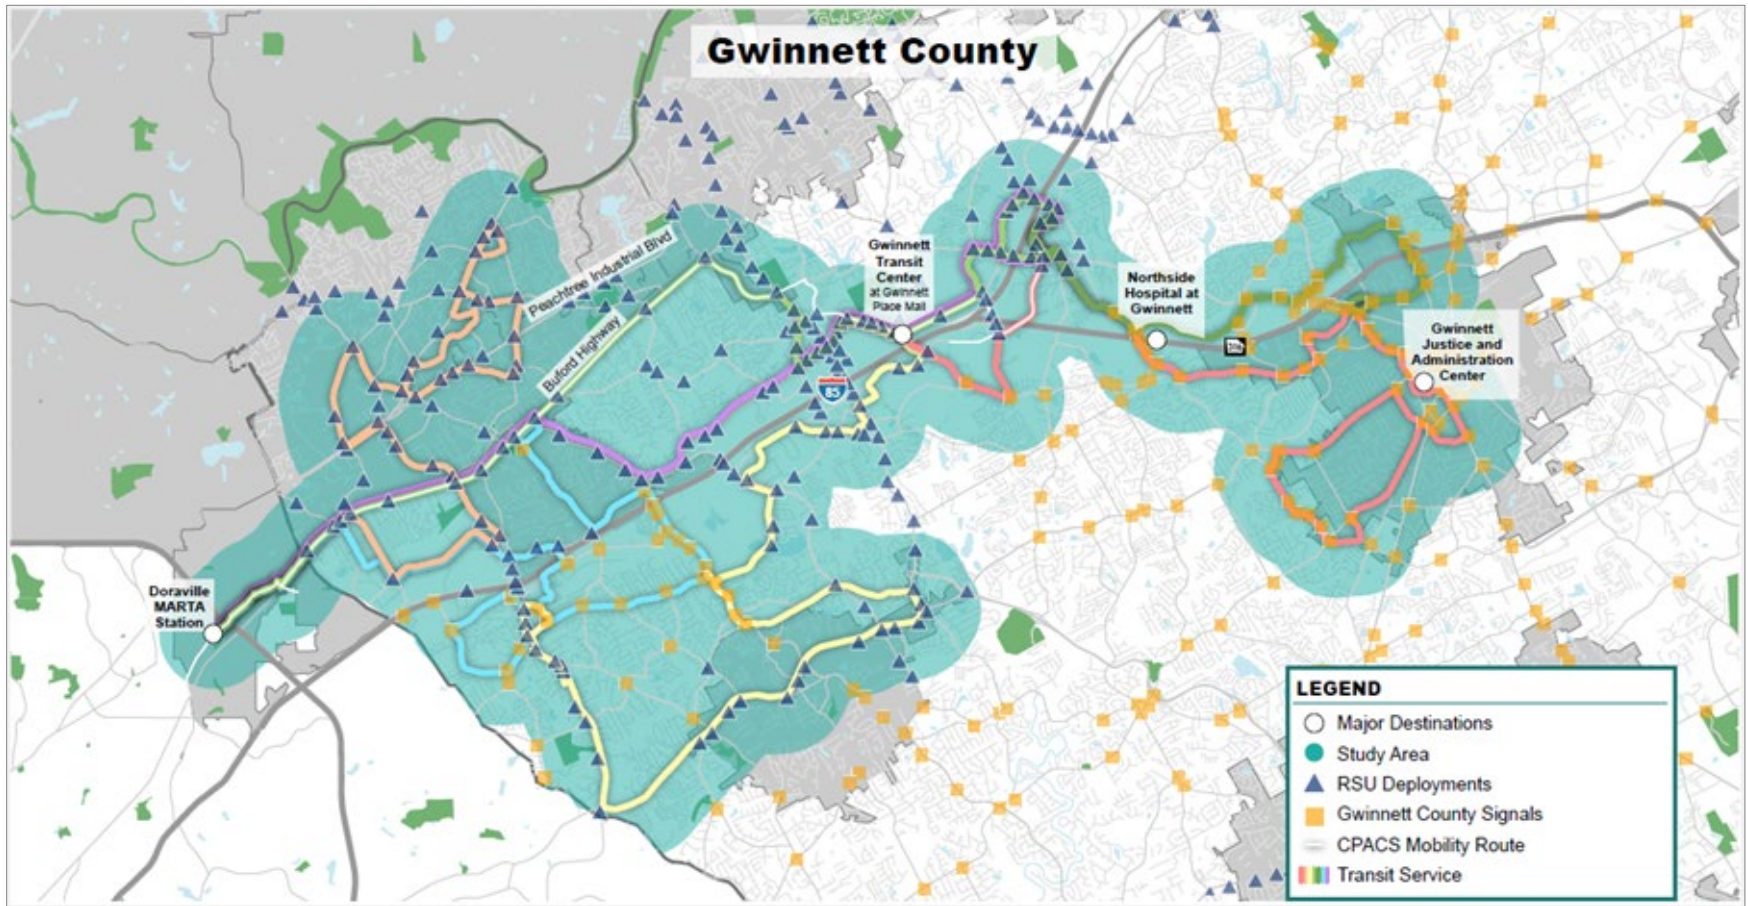 Gwinnett County
Peachtree Industrial Blvd
Buford Highway
Gwinnett
Transit
Center
at Gwinnett
Place Mall
Northside
Hospital at
Gwinnett
316
Gwinnett
Justice and
Administration
Center
85
Doraville
MARTA
Station
LEGEND
Major Destinations
Study Area
RSU Deployments
Gwinnett County Signals
CPACS Mobility Route
Transit Service